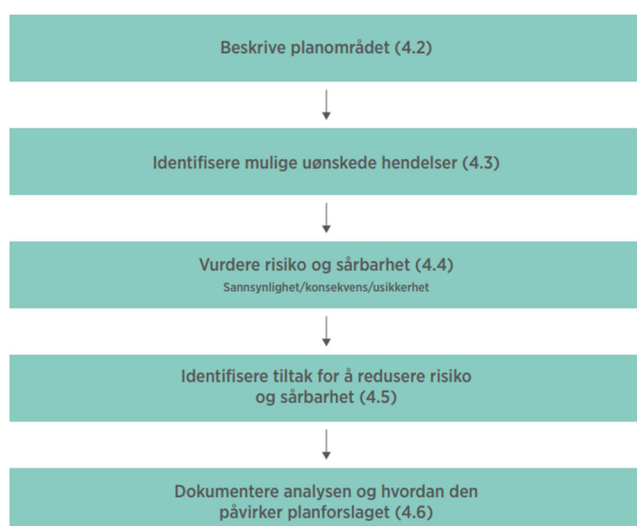 Beskrive planområdet (4.2)
Identifisere mulige uønskede hendelser (4.3)
Vurdere risiko og sårbarhet (4.4)
Sannsynlighet/konsekvens/usikkerhet
Identifisere tiltak for å redusere risiko
og sårbarhet (4.5)
Dokumentere analysen og hvordan den
påvirker planforslaget (4.6)